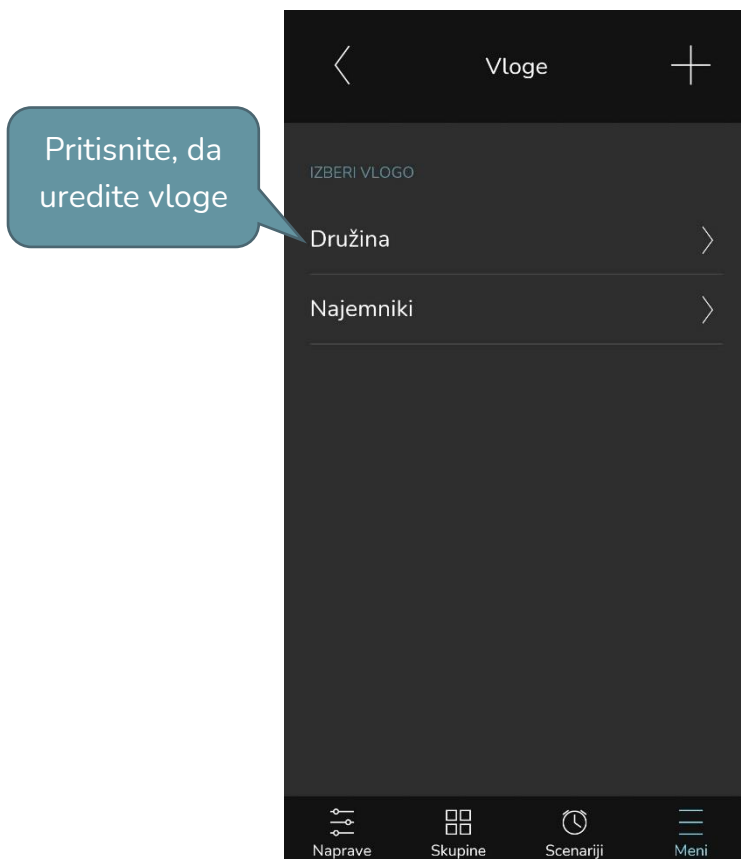 Vloge
Pritisnite, da
uredite vloge
IZBERI VLOGO
Družina
Najemniki
Naprave
Skupine
Scenariji
Meni